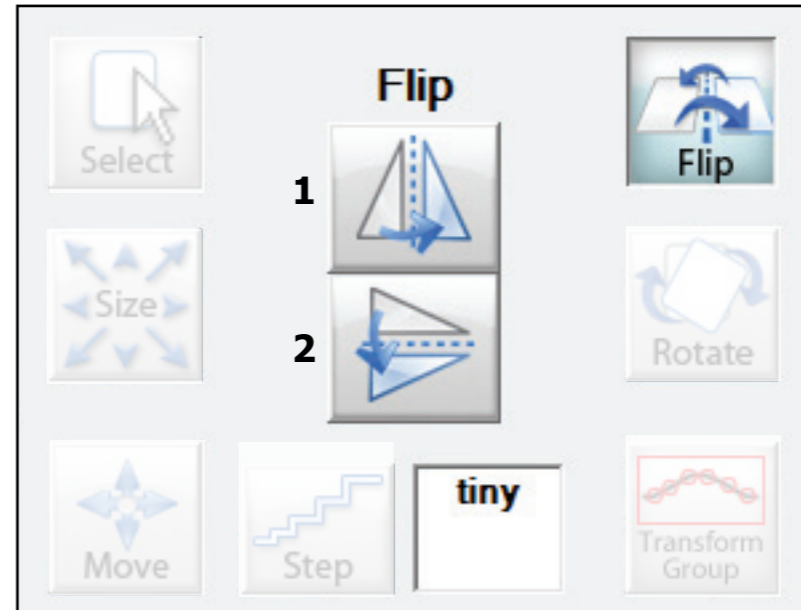 Select
Flip
Flip
1
Size
2
Rotate
Move
Step
tiny
Transform
Group